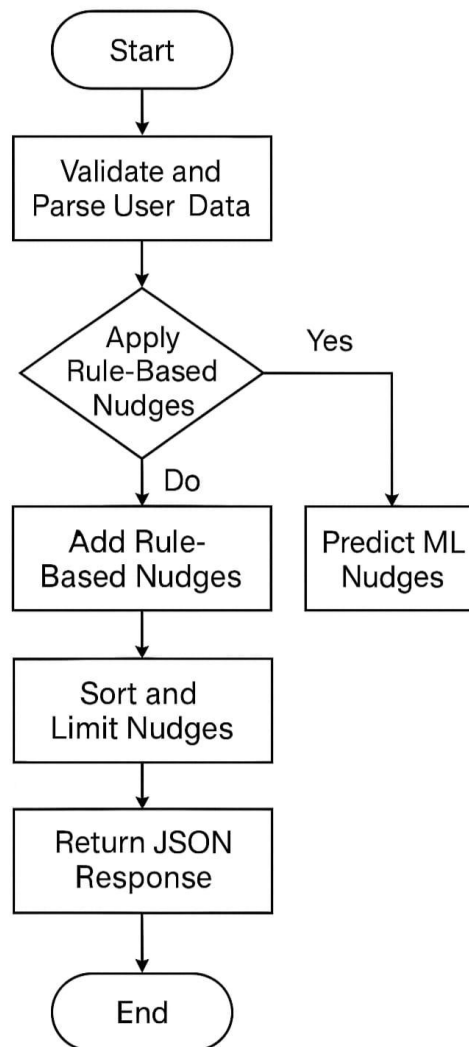 Start
Validate and
Parse User Data
Apply
Rule-Based
Nudges
Yes
Do
Add Rule-
Based Nudges
Predict ML
Nudges
Sort and
Limit Nudges
Return JSON
Response
End